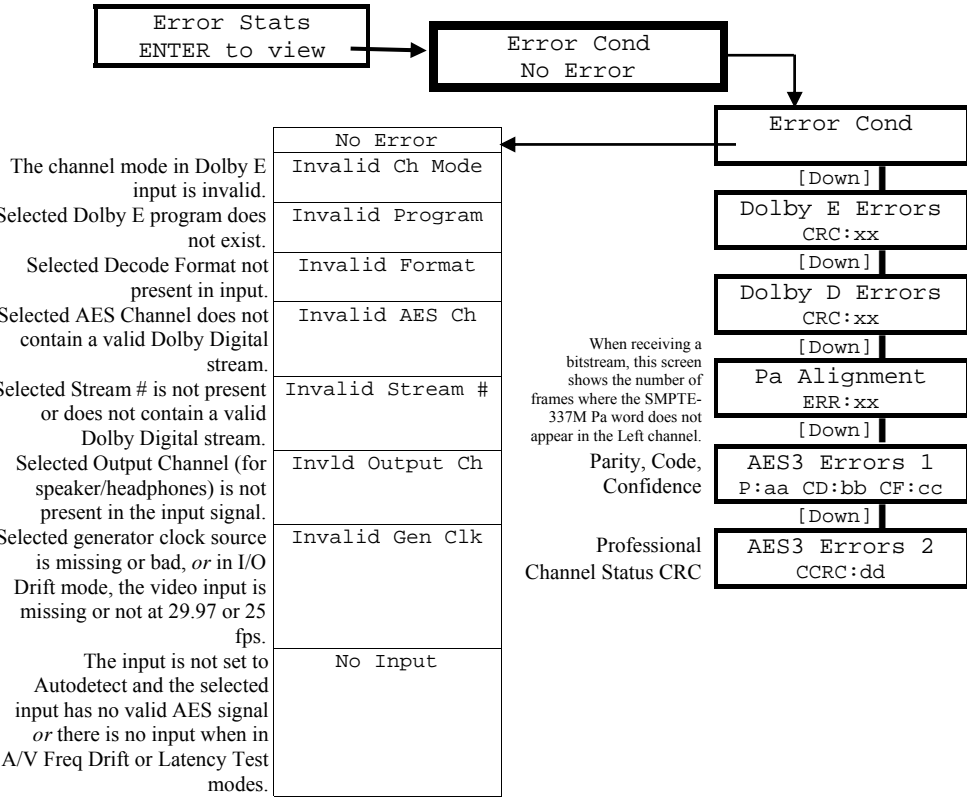 Error Stats
ENTER to view
Error Cond
No Error
Error Cond
No Error
The channel mode in Dolby E
input is invalid.
Invalid Ch Mode
Selected Dolby E program does
not exist.
Invalid Program
Selected Decode Format not
present in input.
Invalid Format
Selected AES Channel does not
contain a valid Dolby Digital
stream.
Invalid AES Ch
Selected Stream # is not present
or does not contain a valid
Dolby Digital stream.
Invalid Stream #
Selected Output Channel (for
speaker/headphones) is not
present in the input signal.
Invld Output Ch
Selected generator clock source
is missing or bad, or in I/O
Drift mode, the video input is
missing or not at 29.97 or 25
fps.
Invalid Gen Clk
The input is not set to
Autodetect and the selected
input has no valid AES signal
or there is no input when in
A/V Freq Drift or Latency Test
modes.
No Input
[Down]
Dolby E Errors
CRC:xx
[Down]
Dolby D Errors
CRC:xx
[Down]
When receiving a
bitstream, this screen
shows the number of
frames where the SMPTE-
337M Pa word does not
appear in the Left channel.
Pa Alignment
ERR:xx
[Down]
Parity, Code,
Confidence
AES3 Errors 1
P:aa CD:bb CF:cc
[Down]
Professional
Channel Status CRC
AES3 Errors 2
CCRC:dd